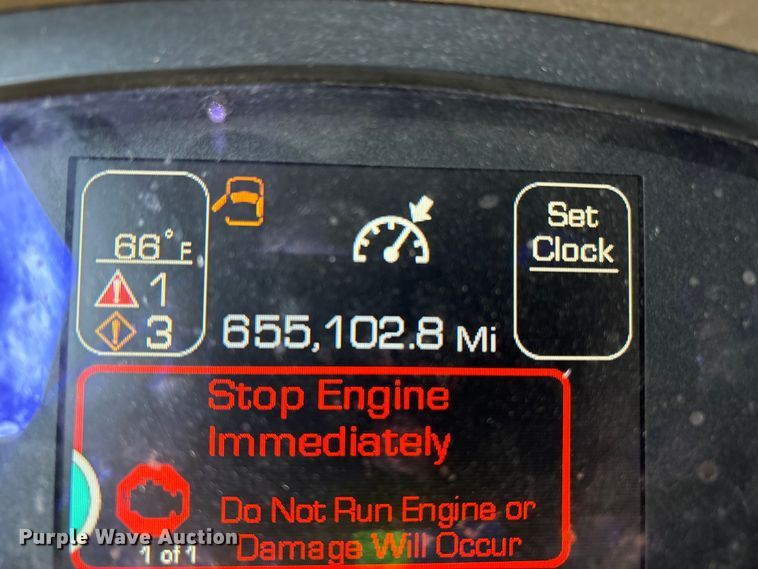 66° F
1
3
Set
Clock
655,102.8 Mi
Stop Engine
Immediately
Do Not Run Engine or
Damage Will Occur
1 of 1
Purple Wave Auction